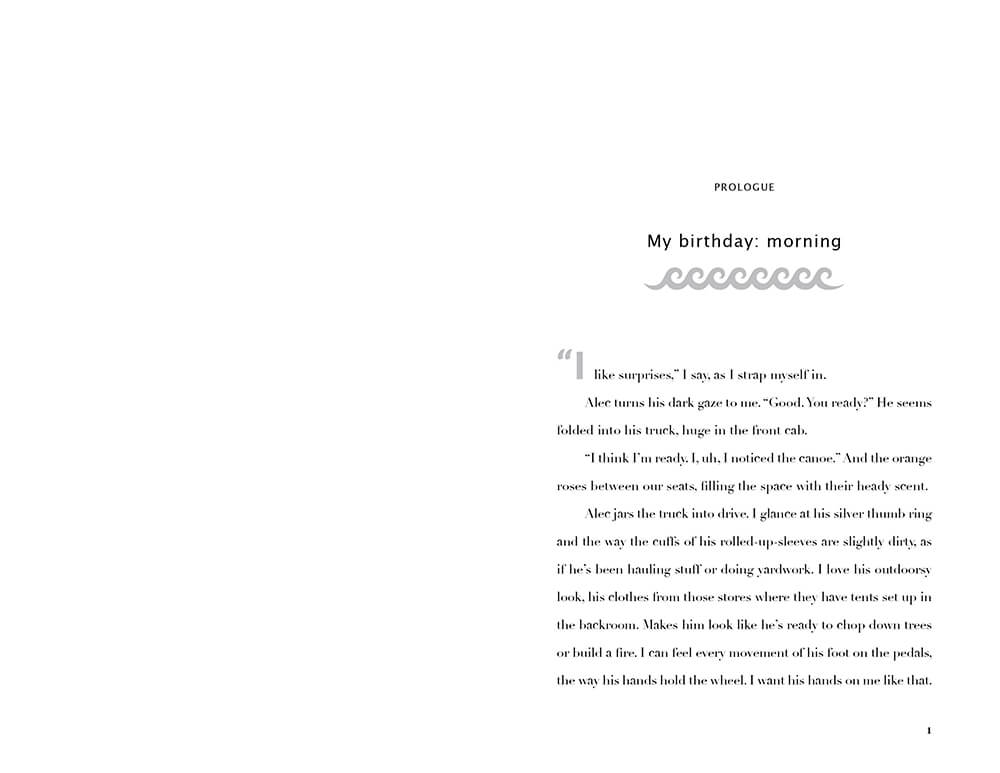 PROLOGUE
My birthday: morning
“I like surprises,” I say, as I strap myself in.
Alec turns his dark gaze to me. “Good. You ready?” He seems
folded into his truck, huge in the front cab.
“I think I’m ready. I, uh, I noticed the canoe.” And the orange
roses between our seats, filling the space with their heady scent.
Alec jars the truck into drive. I glance at his silver thumb ring
and the way the cuffs of his rolled-up-sleeves are slightly dirty, as
if he’s been hauling stuff or doing yardwork. I love his outdoorsy
look, his clothes from those stores where they have tents set up in
the backroom. Makes him look like he’s ready to chop down trees
or build a fire. I can feel every movement of his foot on the pedals,
the way his hands hold the wheel. I want his hands on me like that.
1